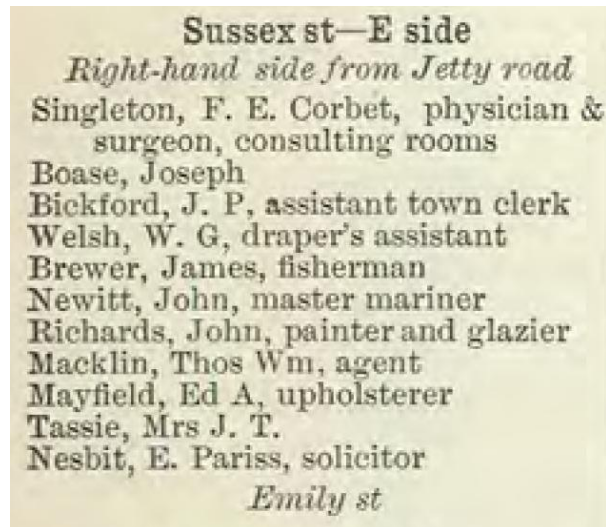 Sussex st—E side
Right-hand side from Jetty road
Singleton, F. E. Corbet, physician &
surgeon, consulting rooms
Boase, Joseph
Bickford, J. P, assistant town clerk
Welsh, W. G, draper's assistant
Brewer, James, fisherman
Newitt, John, master mariner
Richards, John, painter and glazier
Macklin, Thos Wm, agent
Mayfield, Ed A, upholsterer
Tassie, Mrs J. T.
Nesbit, E. Pariss, solicitor
Emily st